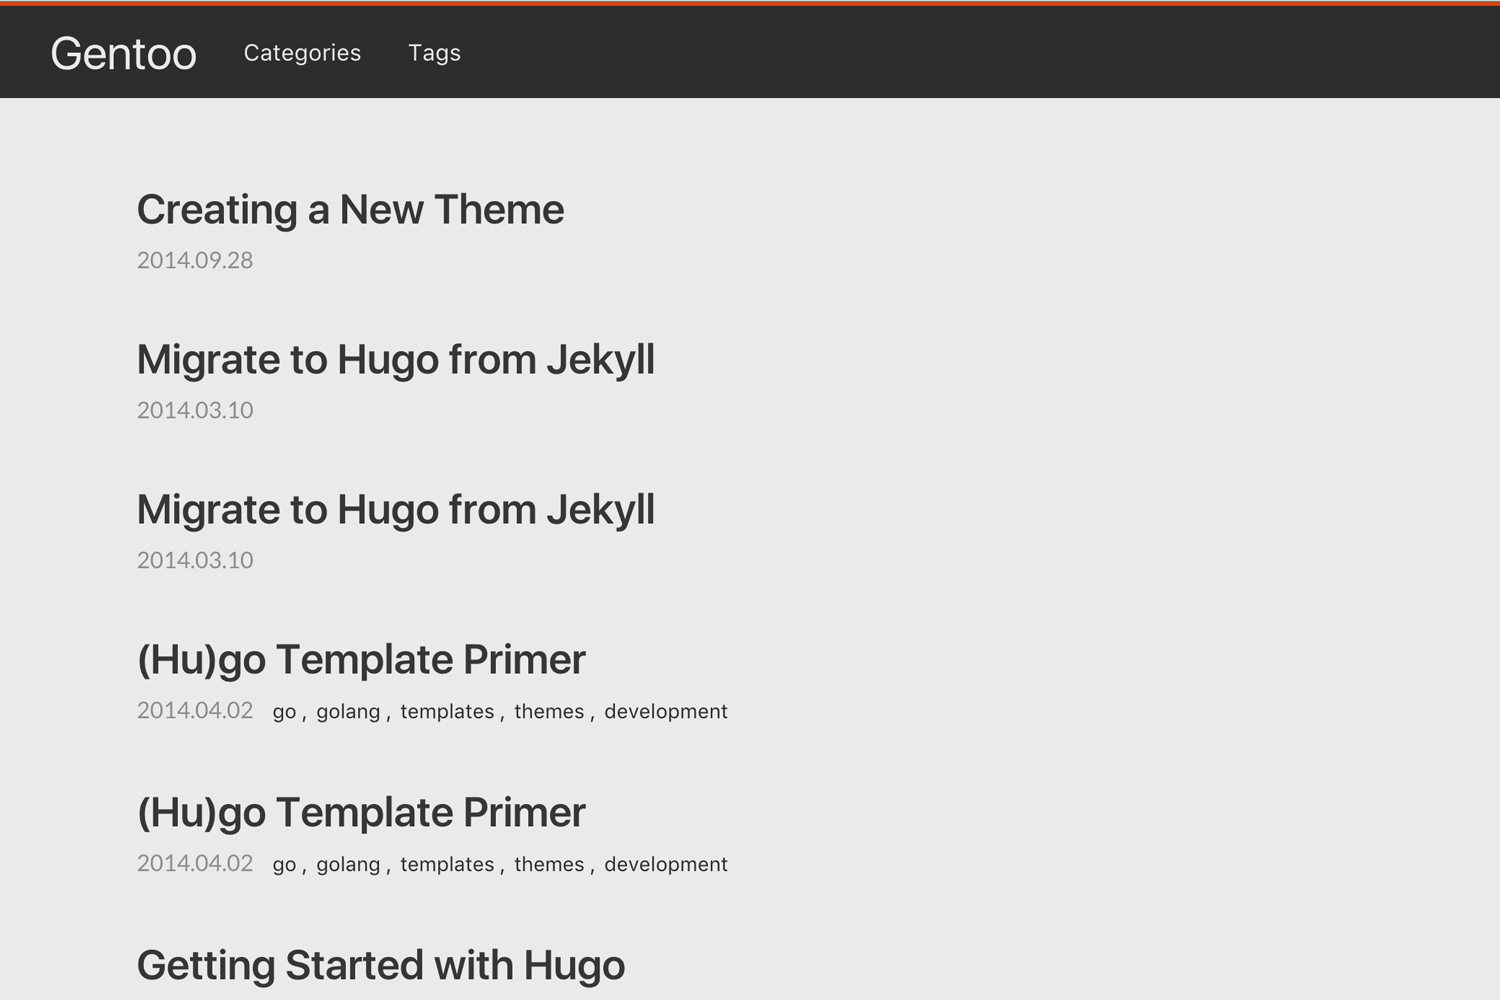 Gentoo Categories Tags
Creating a New Theme
2014.09.28
Migrate to Hugo from Jekyll
2014.03.10
Migrate to Hugo from Jekyll
2014.03.10
(Hu)go Template Primer
2014.04.02 go , golang , templates , themes , development
(Hu)go Template Primer
2014.04.02 go , golang , templates , themes , development
Getting Started with Hugo